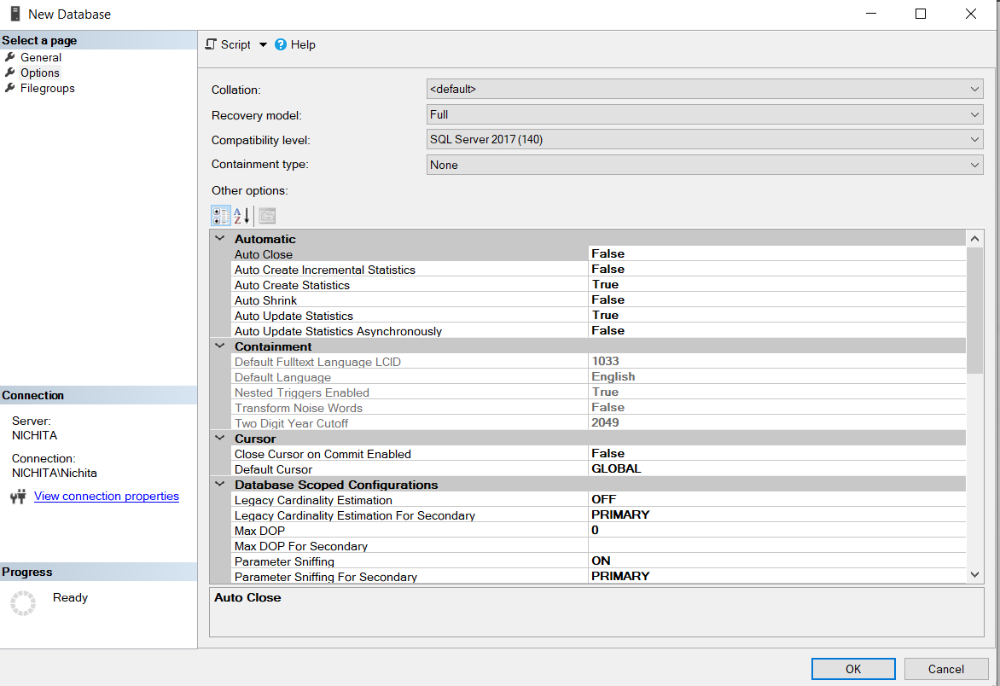 New Database
Select a page
General
Options
Filegroups
Script Help
Collation: <default>
Recovery model: Full
Compatibility level: SQL Server 2017 (140)
Containment type: None
Other options:
A
Z
Automatic
Auto Close False
Auto Create Incremental Statistics False
Auto Create Statistics True
Auto Shrink False
Auto Update Statistics True
Auto Update Statistics Asynchronously False
Containment
Default Fulltext Language LCID 1033
Default Language English
Nested Triggers Enabled True
Transform Noise Words False
Two Digit Year Cutoff 2049
Cursor
Close Cursor on Commit Enabled False
Default Cursor GLOBAL
Database Scoped Configurations
Legacy Cardinality Estimation OFF
Legacy Cardinality Estimation For Secondary PRIMARY
Max DOP 0
Max DOP For Secondary
Parameter Sniffing ON
Parameter Sniffing For Secondary PRIMARY
Auto Close
Connection
Server:
NICHITA
Connection:
NICHITA\Nichita
View connection properties
Progress
Ready
OK Cancel